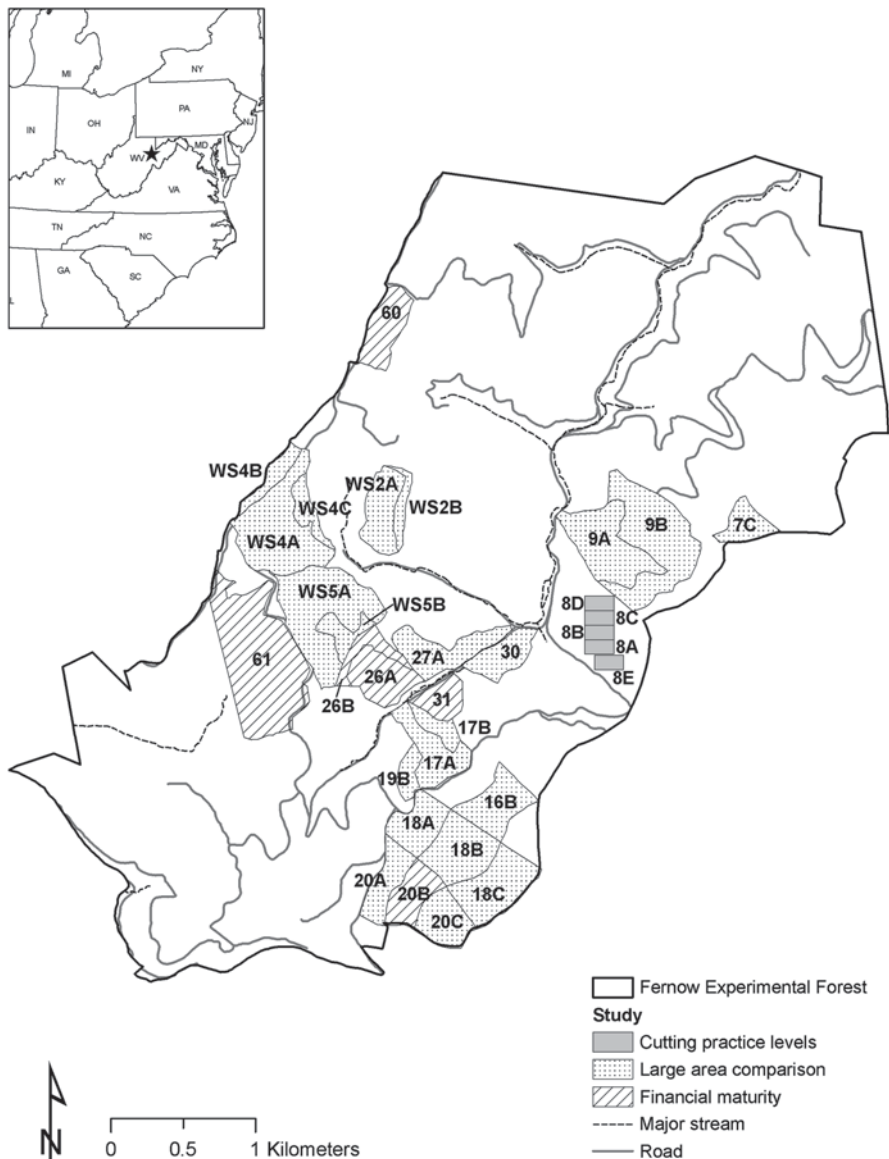 MI
NY
PA
OH
IN
NJ
MD
WV
KY
VA
TN
NC
GA
SC
L
60
WS4B
WS2A
WS4C
WS2B
WS4A
9A
9B
7C
WS5A
WS5B
8D
8C
8B
8A
8E
27A
30
61
26A
26B
31
17B
17A
19B
16B
18A
18B
20A
20B
18C
20C
Fernow Experimental Forest
Study
Cutting practice levels
Large area comparison
Financial maturity
Major stream
Road
N
0 0.5 1 Kilometers